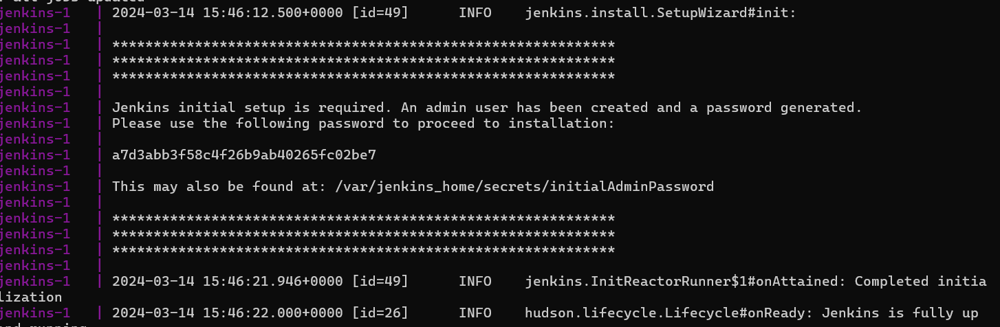 jenkins-1 | 2024-03-14 15:46:12.500+0000 [id=49] INFO jenkins.install.SetupWizard#init:
jenkins-1 |
jenkins-1 | *************************************************************
jenkins-1 | *************************************************************
jenkins-1 | *************************************************************
jenkins-1 |
jenkins-1 | Jenkins initial setup is required. An admin user has been created and a password generated.
jenkins-1 | Please use the following password to proceed to installation:
jenkins-1 |
jenkins-1 | a7d3abb3f58c4f26b9ab40265fc02be7
jenkins-1 |
jenkins-1 | This may also be found at: /var/jenkins_home/secrets/initialAdminPassword
jenkins-1 |
jenkins-1 | *************************************************************
jenkins-1 | *************************************************************
jenkins-1 | *************************************************************
jenkins-1 |
jenkins-1 | 2024-03-14 15:46:21.946+0000 [id=49] INFO jenkins.InitReactorRunner$1#onAttained: Completed initia
lization
jenkins-1 | 2024-03-14 15:46:22.000+0000 [id=26] INFO hudson.lifecycle.Lifecycle#onReady: Jenkins is fully up